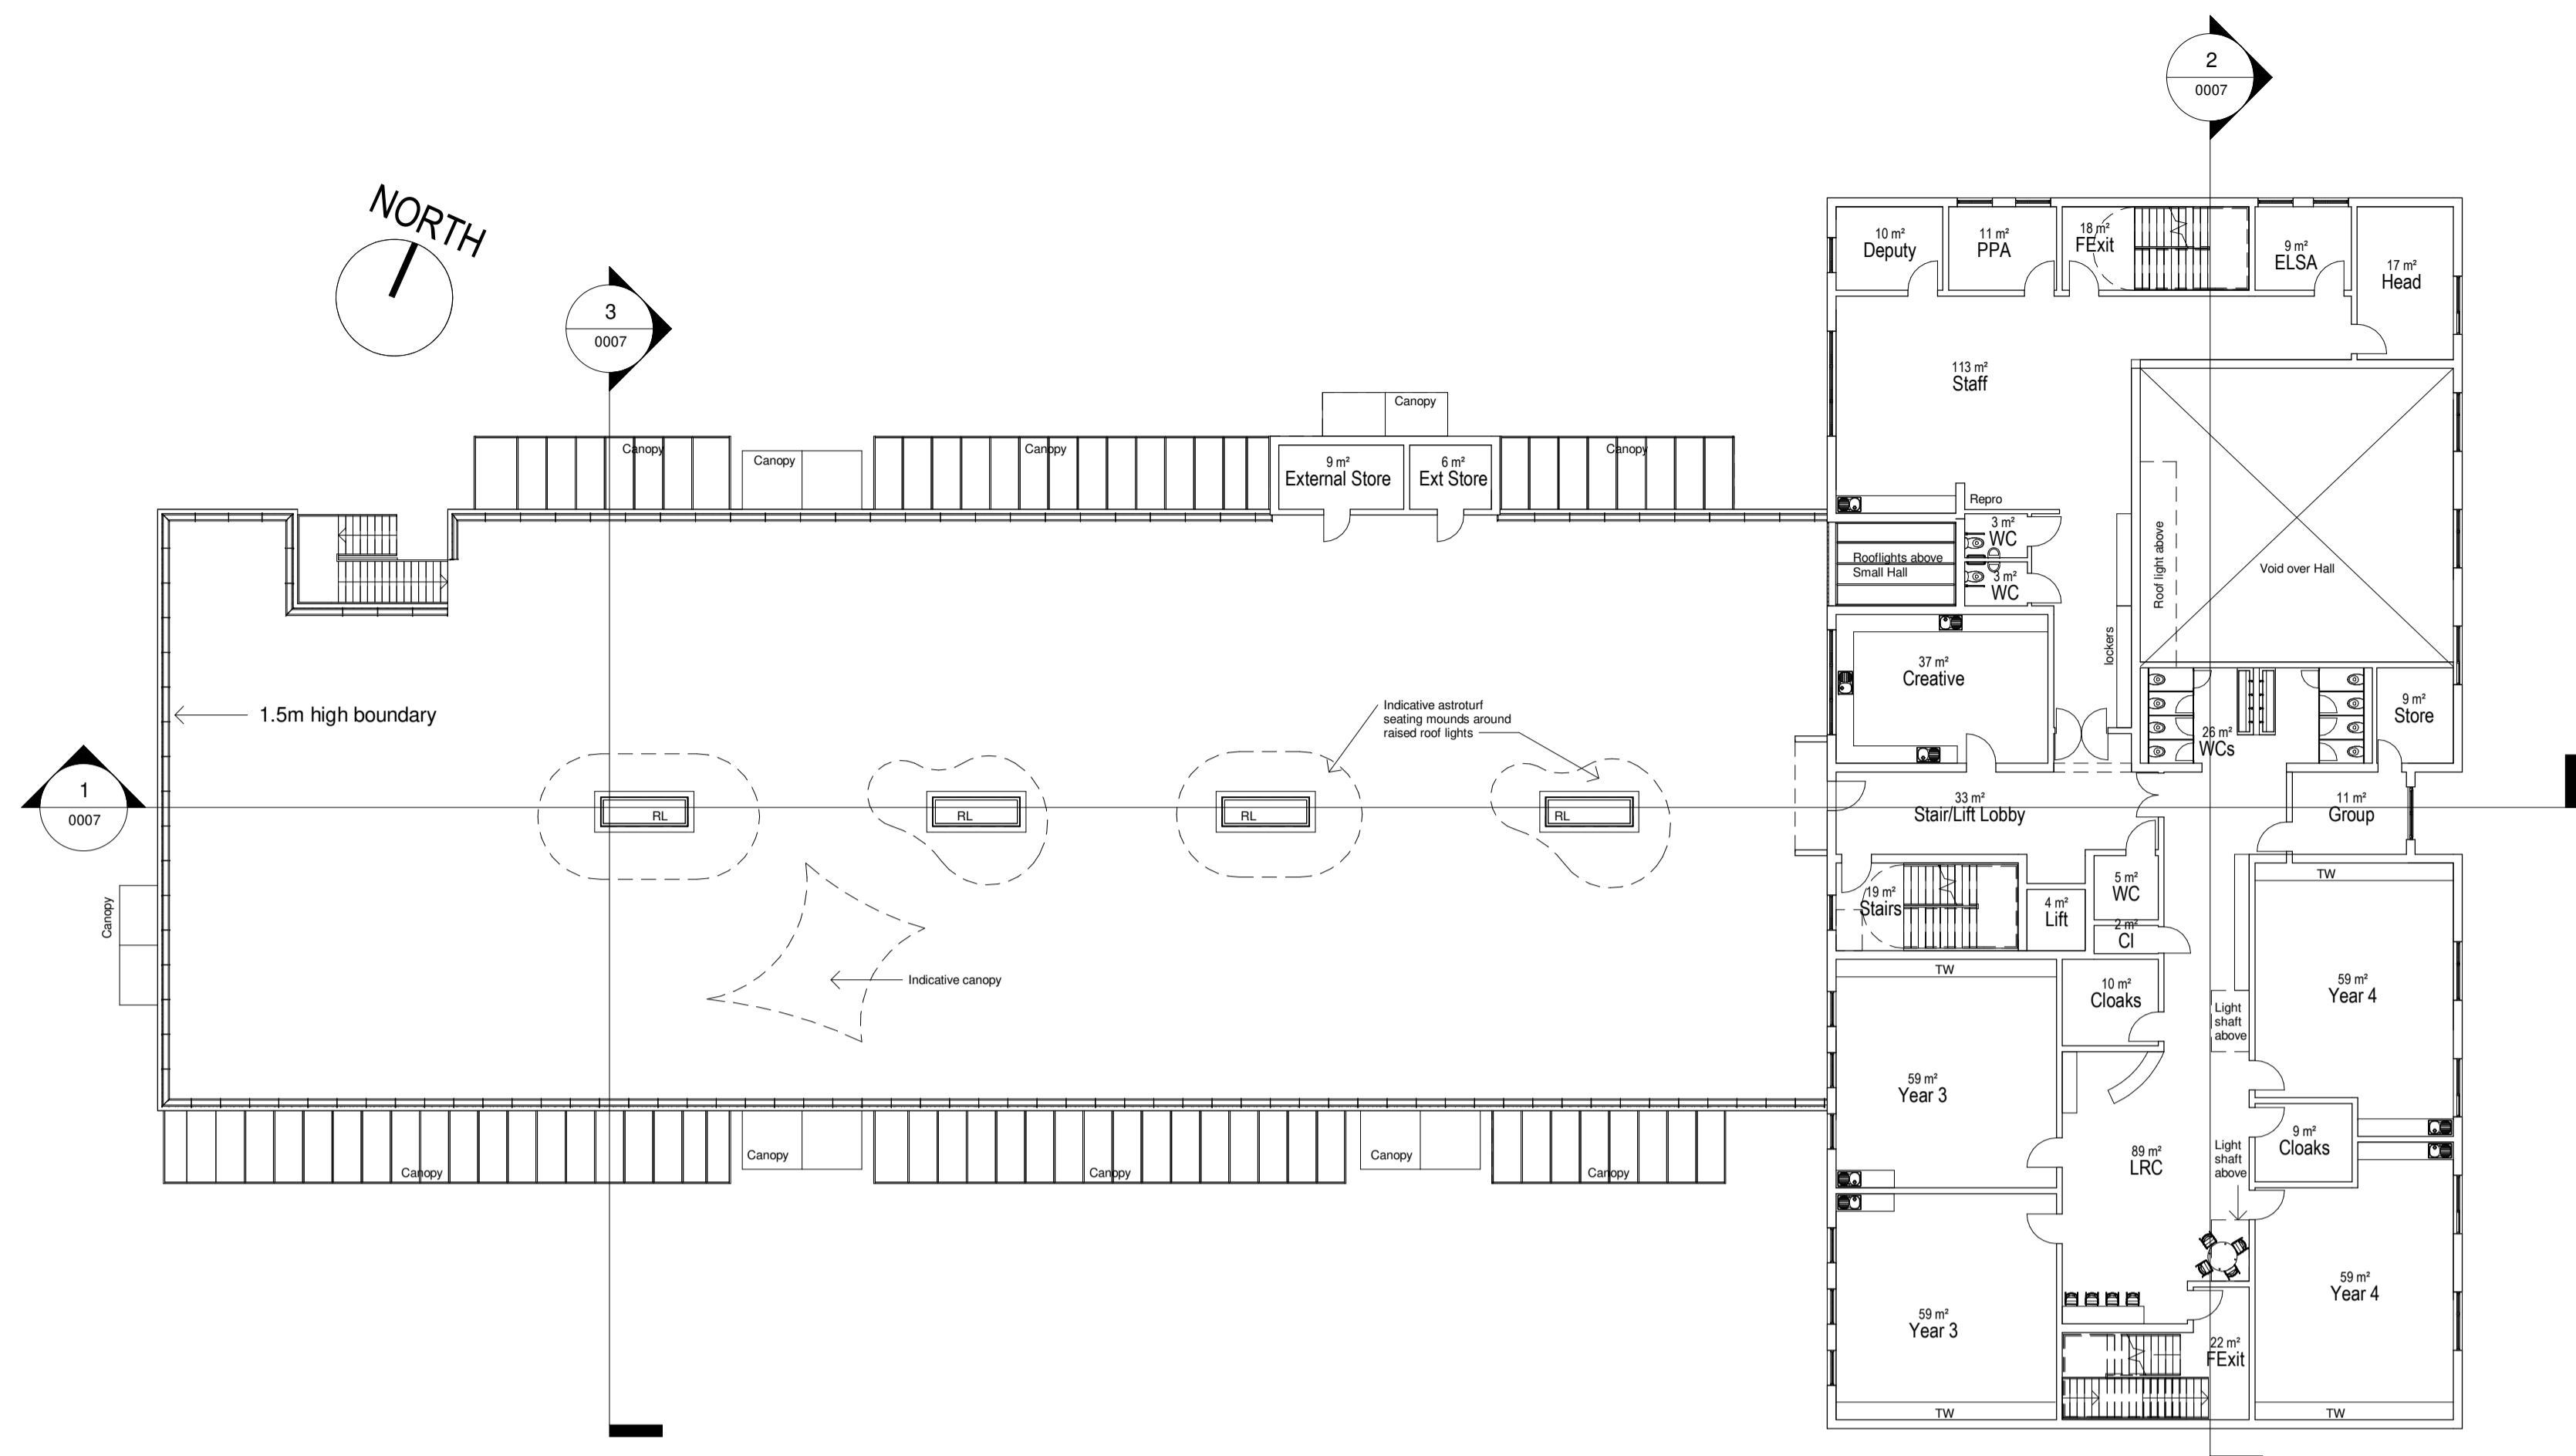 2
0007
NORTH
3
0007
10 m²
Deputy
11 m²
PPA
18 m²
FExit
9 m²
ELSA
17 m²
Head
113 m²
Staff
Canopy
Canopy
Canopy
Canopy
Canopy
9 m²
External Store
6 m²
Ext Store
Repro
3 m²
WC
3 m²
WC
Rooflights above
Small Hall
Roof light above
Void over Hall
lockers
37 m²
Creative
9 m²
Store
26 m²
WCs
1.5m high boundary
Indicative astroturf
seating mounds around
raised roof lights
1
0007
RL
RL
RL
RL
33 m²
Stair/Lift Lobby
11 m²
Group
TW
5 m²
WC
19 m²
Stairs
4 m²
Lift
2 m²
Cl
Canopy
Indicative canopy
TW
10 m²
Cloaks
59 m²
Year 4
Light
shaft
above
59 m²
Year 3
89 m²
LRC
Light
shaft
above
9 m²
Cloaks
Canopy
Canopy
Canopy
Canopy
Canopy
59 m²
Year 3
59 m²
Year 4
22 m²
FExit
TW
TW